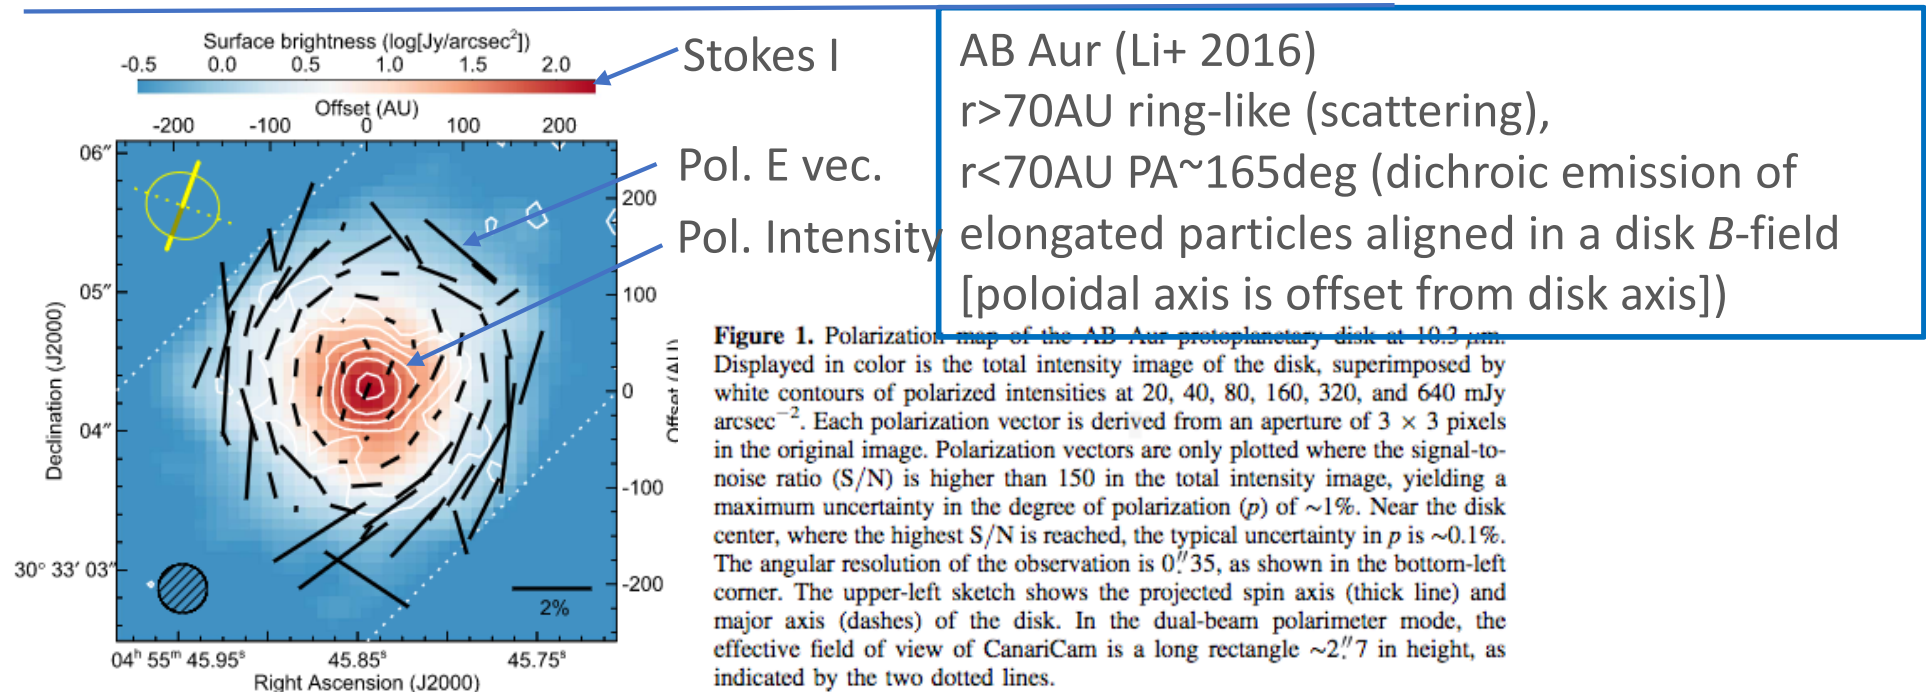 Surface brightness (log[Jy/arcsec²])
-0.5 0.0 0.5 1.0 1.5 2.0
Offset (AU)
-200 -100 0 100 200
06″
05″
04″
30° 33′ 03″
Declination (J2000)
200
100
0
-100
-200
Offset (AU)
2%
04ʰ 55ᵐ 45.95ˢ 45.85ˢ 45.75ˢ
Right Ascension (J2000)
Stokes I
Pol. E vec.
Pol. Intensity
AB Aur (Li+ 2016)
r>70AU ring-like (scattering),
r<70AU PA~165deg (dichroic emission of
elongated particles aligned in a disk B-field
[poloidal axis is offset from disk axis])
Figure 1. Polarization map of the AB Aur protoplanetary disk at 10.3 μm.
Displayed in color is the total intensity image of the disk, superimposed by
white contours of polarized intensities at 20, 40, 80, 160, 320, and 640 mJy
arcsec⁻². Each polarization vector is derived from an aperture of 3 × 3 pixels
in the original image. Polarization vectors are only plotted where the signal-to-
noise ratio (S/N) is higher than 150 in the total intensity image, yielding a
maximum uncertainty in the degree of polarization (p) of ~1%. Near the disk
center, where the highest S/N is reached, the typical uncertainty in p is ~0.1%.
The angular resolution of the observation is 0.″35, as shown in the bottom-left
corner. The upper-left sketch shows the projected spin axis (thick line) and
major axis (dashes) of the disk. In the dual-beam polarimeter mode, the
effective field of view of CanariCam is a long rectangle ~2.″7 in height, as
indicated by the two dotted lines.